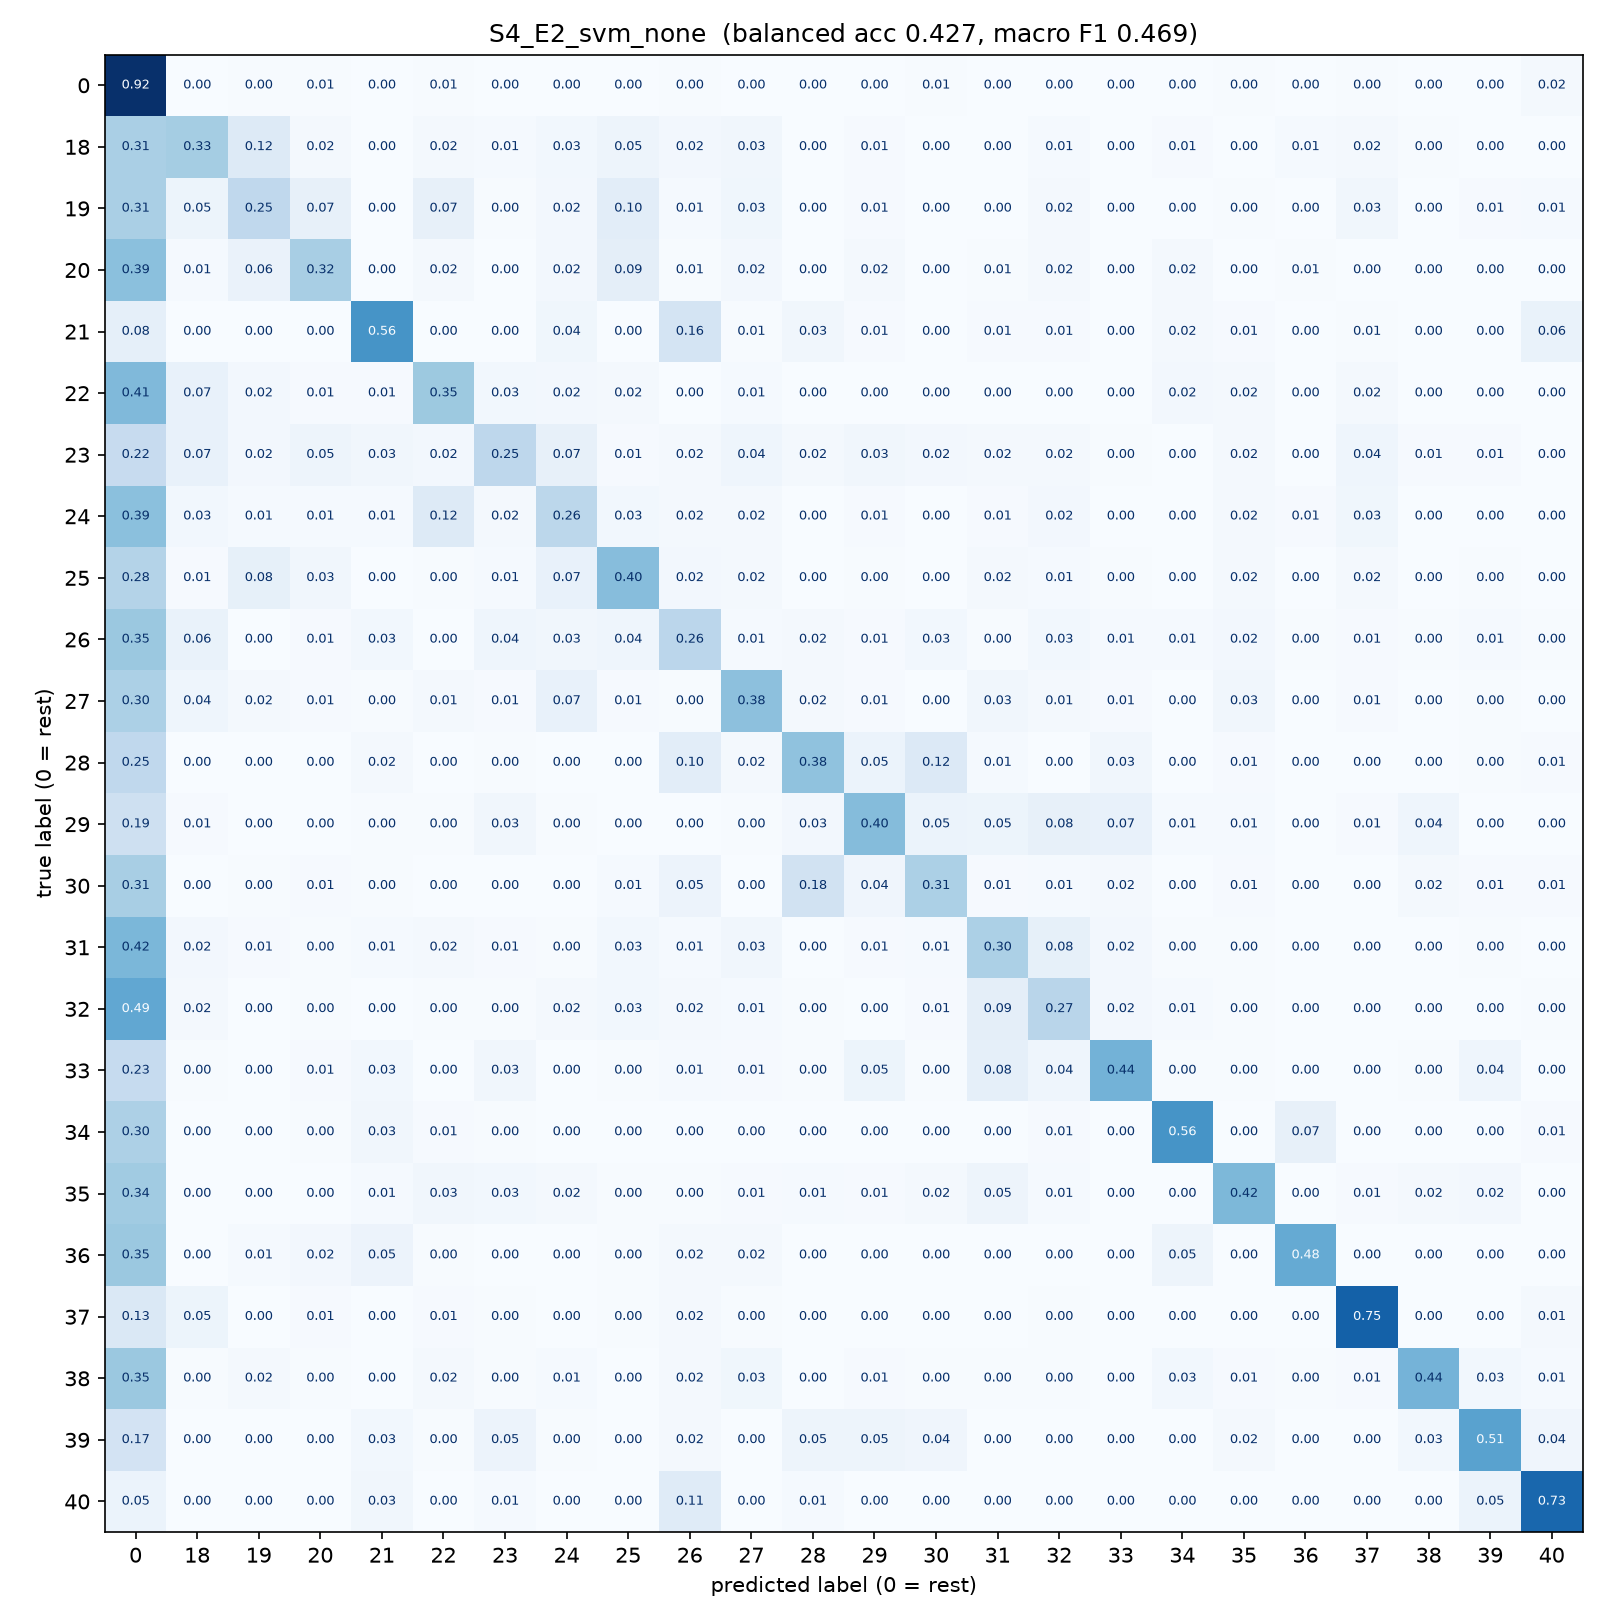 S4_E2_svm_none (balanced acc 0.427, macro F1 0.469)
0 0.92 0.00 0.00 0.01 0.00 0.01 0.00 0.00 0.00 0.00 0.00 0.00 0.00 0.01 0.00 0.00 0.00 0.00 0.00 0.00 0.00 0.00 0.00 0.02
18 0.31 0.33 0.12 0.02 0.00 0.02 0.01 0.03 0.05 0.02 0.03 0.00 0.01 0.00 0.00 0.01 0.00 0.01 0.00 0.01 0.02 0.00 0.00 0.00
19 0.31 0.05 0.25 0.07 0.00 0.07 0.00 0.02 0.10 0.01 0.03 0.00 0.01 0.00 0.00 0.02 0.00 0.00 0.00 0.00 0.03 0.00 0.01 0.01
20 0.39 0.01 0.06 0.32 0.00 0.02 0.00 0.02 0.09 0.01 0.02 0.00 0.02 0.00 0.01 0.02 0.00 0.02 0.00 0.01 0.00 0.00 0.00 0.00
21 0.08 0.00 0.00 0.00 0.56 0.00 0.00 0.04 0.00 0.16 0.01 0.03 0.01 0.00 0.01 0.01 0.00 0.02 0.01 0.00 0.01 0.00 0.00 0.06
22 0.41 0.07 0.02 0.01 0.01 0.35 0.03 0.02 0.02 0.00 0.01 0.00 0.00 0.00 0.00 0.00 0.00 0.02 0.02 0.00 0.02 0.00 0.00 0.00
23 0.22 0.07 0.02 0.05 0.03 0.02 0.25 0.07 0.01 0.02 0.04 0.02 0.03 0.02 0.02 0.02 0.00 0.00 0.02 0.00 0.04 0.01 0.01 0.00
24 0.39 0.03 0.01 0.01 0.01 0.12 0.02 0.26 0.03 0.02 0.02 0.00 0.01 0.00 0.01 0.02 0.00 0.00 0.02 0.01 0.03 0.00 0.00 0.00
25 0.28 0.01 0.08 0.03 0.00 0.00 0.01 0.07 0.40 0.02 0.02 0.00 0.00 0.00 0.02 0.01 0.00 0.00 0.02 0.00 0.02 0.00 0.00 0.00
26 0.35 0.06 0.00 0.01 0.03 0.00 0.04 0.03 0.04 0.26 0.01 0.02 0.01 0.03 0.00 0.03 0.01 0.01 0.02 0.00 0.01 0.00 0.01 0.00
27 0.30 0.04 0.02 0.01 0.00 0.01 0.01 0.07 0.01 0.00 0.38 0.02 0.01 0.00 0.03 0.01 0.01 0.00 0.03 0.00 0.01 0.00 0.00 0.00
28 0.25 0.00 0.00 0.00 0.02 0.00 0.00 0.00 0.00 0.10 0.02 0.38 0.05 0.12 0.01 0.00 0.03 0.00 0.01 0.00 0.00 0.00 0.00 0.01
29 0.19 0.01 0.00 0.00 0.00 0.00 0.03 0.00 0.00 0.00 0.00 0.03 0.40 0.05 0.05 0.08 0.07 0.01 0.01 0.00 0.01 0.04 0.00 0.00
30 0.31 0.00 0.00 0.01 0.00 0.00 0.00 0.00 0.01 0.05 0.00 0.18 0.04 0.31 0.01 0.01 0.02 0.00 0.01 0.00 0.00 0.02 0.01 0.01
31 0.42 0.02 0.01 0.00 0.01 0.02 0.01 0.00 0.03 0.01 0.03 0.00 0.01 0.01 0.30 0.08 0.02 0.00 0.00 0.00 0.00 0.00 0.00 0.00
32 0.49 0.02 0.00 0.00 0.00 0.00 0.00 0.02 0.03 0.02 0.01 0.00 0.00 0.01 0.09 0.27 0.02 0.01 0.00 0.00 0.00 0.00 0.00 0.00
33 0.23 0.00 0.00 0.01 0.03 0.00 0.03 0.00 0.00 0.01 0.01 0.00 0.05 0.00 0.08 0.04 0.44 0.00 0.00 0.00 0.00 0.00 0.04 0.00
34 0.30 0.00 0.00 0.00 0.03 0.01 0.00 0.00 0.00 0.00 0.00 0.00 0.00 0.00 0.00 0.01 0.00 0.56 0.00 0.07 0.00 0.00 0.00 0.01
35 0.34 0.00 0.00 0.00 0.01 0.03 0.03 0.02 0.00 0.00 0.01 0.01 0.01 0.02 0.05 0.01 0.00 0.00 0.42 0.00 0.01 0.02 0.02 0.00
36 0.35 0.00 0.01 0.02 0.05 0.00 0.00 0.00 0.00 0.02 0.02 0.00 0.00 0.00 0.00 0.00 0.00 0.05 0.00 0.48 0.00 0.00 0.00 0.00
37 0.13 0.05 0.00 0.01 0.00 0.01 0.00 0.00 0.00 0.02 0.00 0.00 0.00 0.00 0.00 0.00 0.00 0.00 0.00 0.00 0.75 0.00 0.00 0.01
38 0.35 0.00 0.02 0.00 0.00 0.02 0.00 0.01 0.00 0.02 0.03 0.00 0.01 0.00 0.00 0.00 0.00 0.03 0.01 0.00 0.01 0.44 0.03 0.01
39 0.17 0.00 0.00 0.00 0.03 0.00 0.05 0.00 0.00 0.02 0.00 0.05 0.05 0.04 0.00 0.00 0.00 0.00 0.02 0.00 0.00 0.03 0.51 0.04
40 0.05 0.00 0.00 0.00 0.03 0.00 0.01 0.00 0.00 0.11 0.00 0.01 0.00 0.00 0.00 0.00 0.00 0.00 0.00 0.00 0.00 0.00 0.05 0.73
0 18 19 20 21 22 23 24 25 26 27 28 29 30 31 32 33 34 35 36 37 38 39 40
predicted label (0 = rest)
true label (0 = rest)